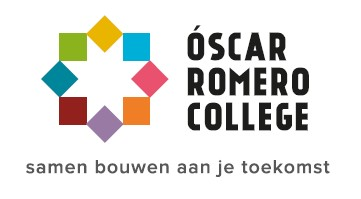 ÓSCAR
ROMERO
COLLEGE
samen bouwen aan je toekomst